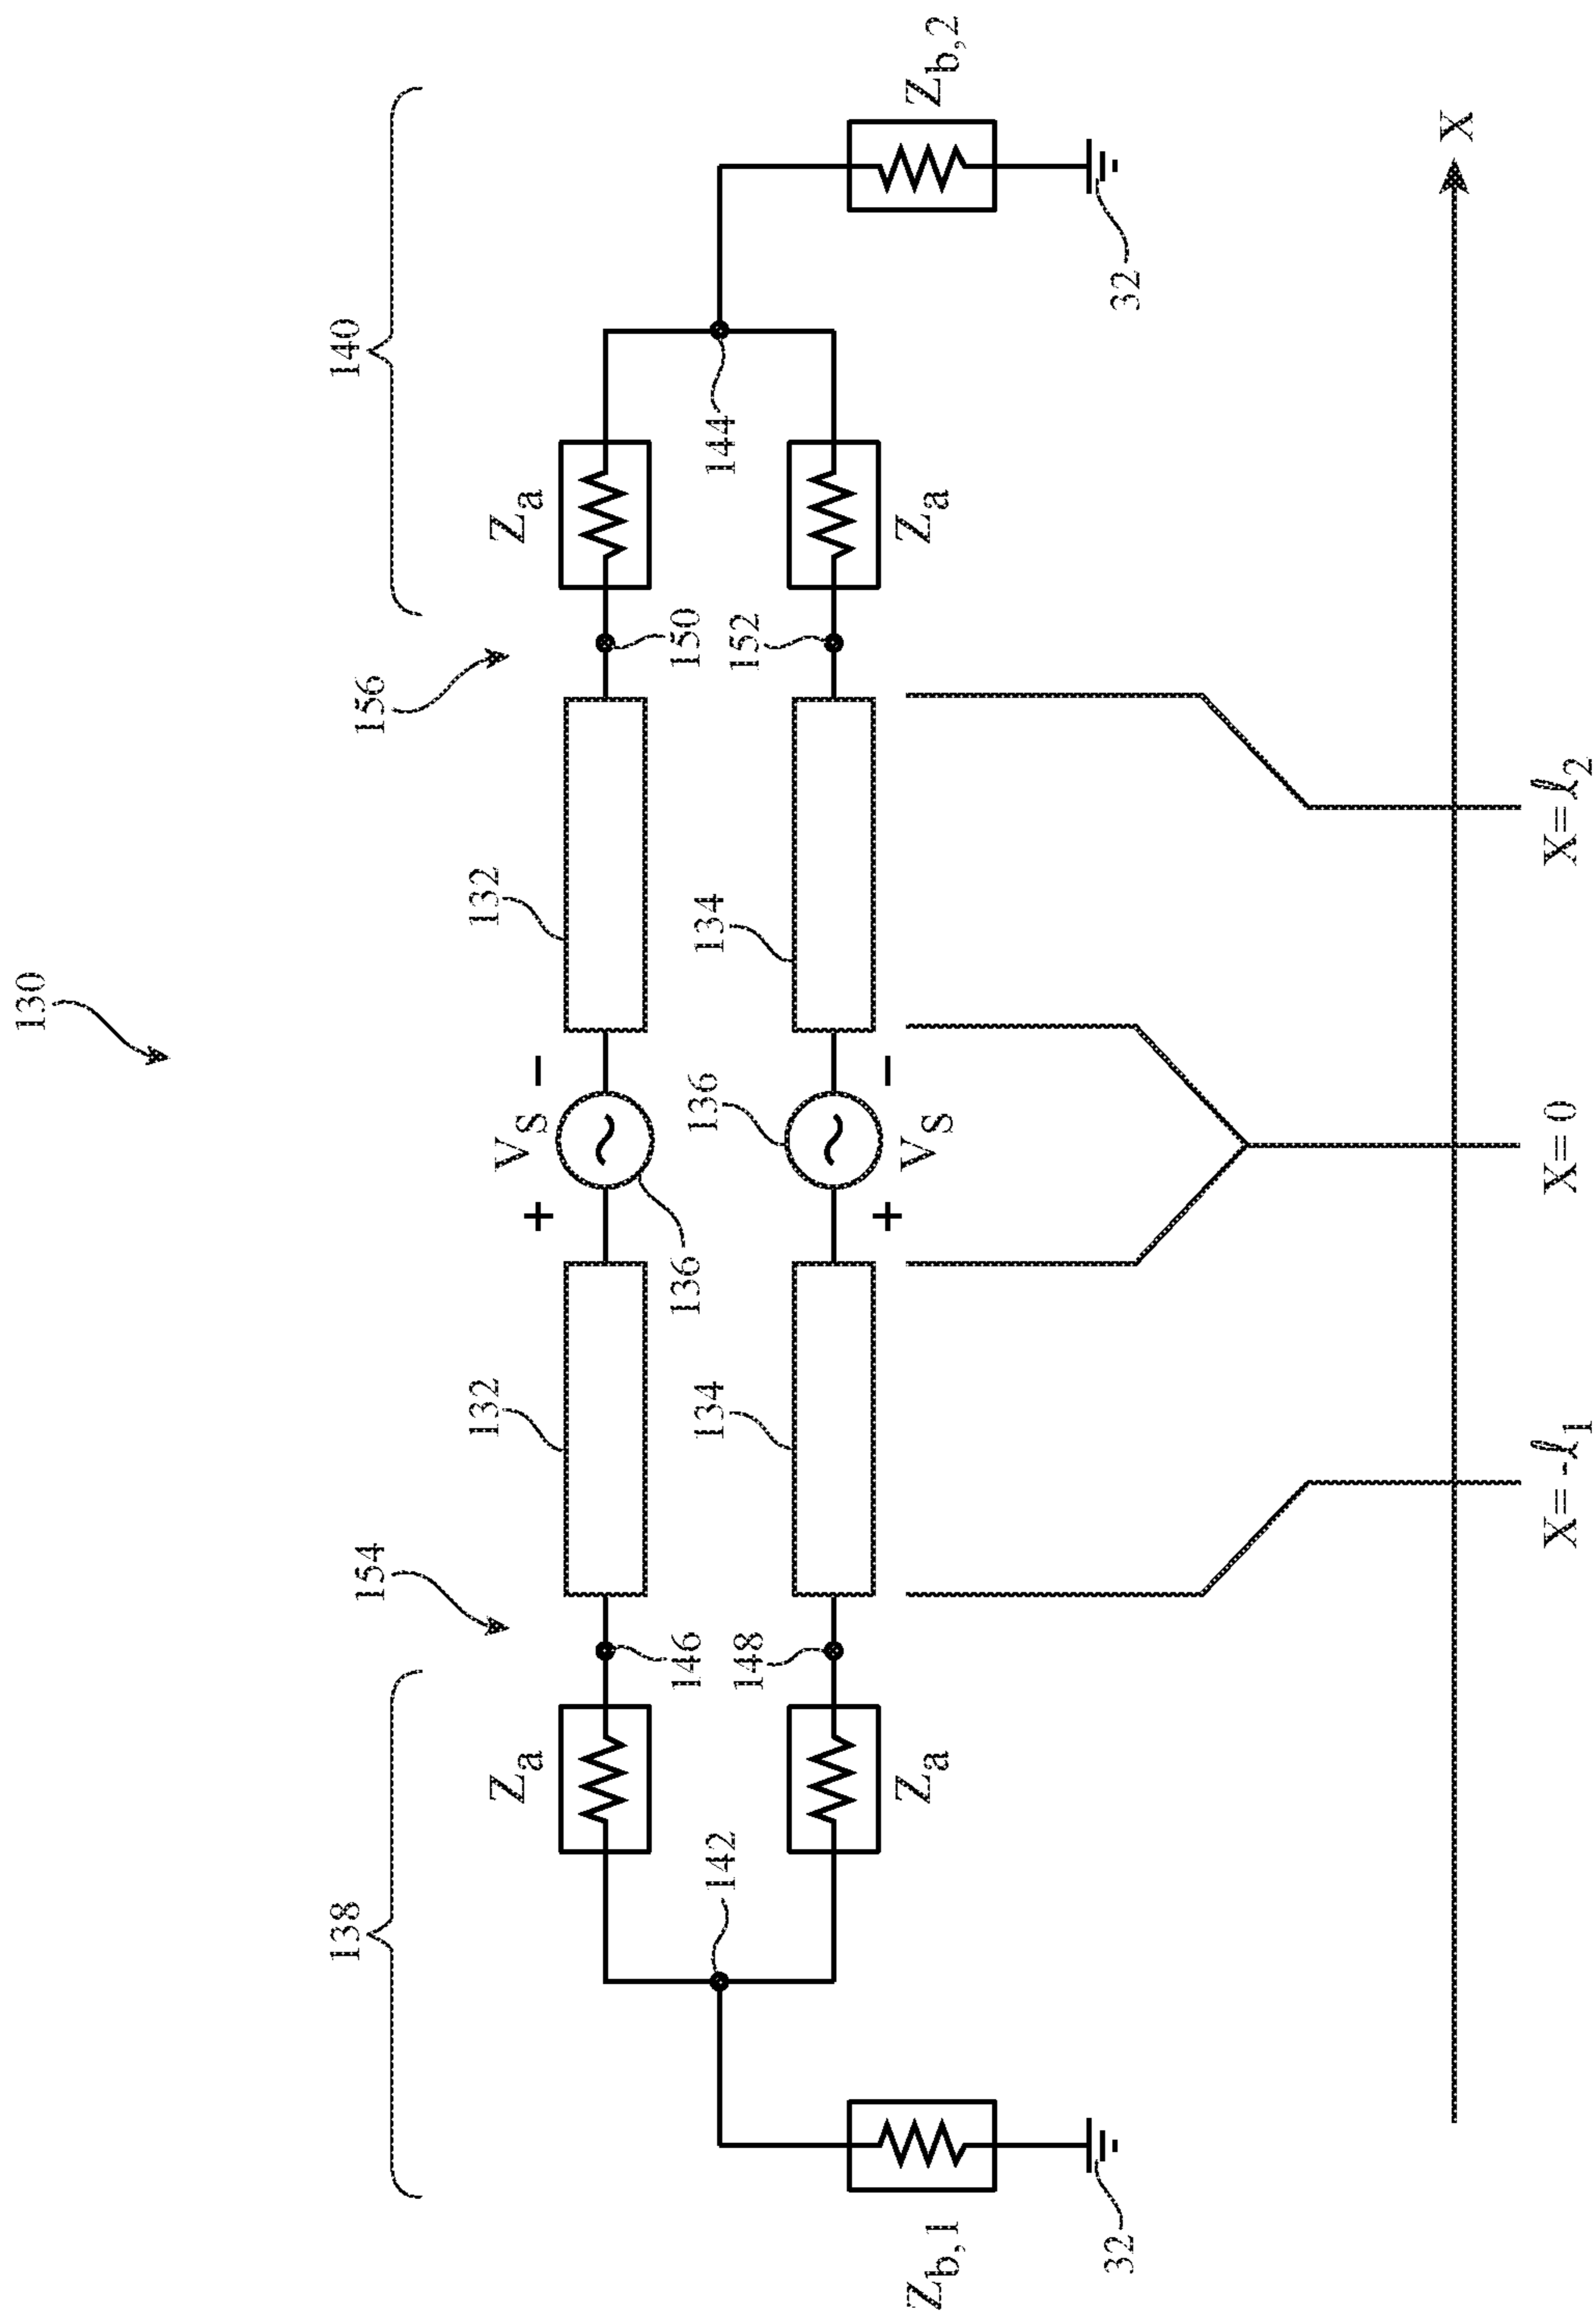 130
138
140
154
156
132
132
Za
VS
Za
+
−
146
136
150
142
144
148
134
136
134
152
Za
VS
Za
+
−
Zb,1
Zb,2
32
32
X
X= -ℓ1
X= 0
X= ℓ2